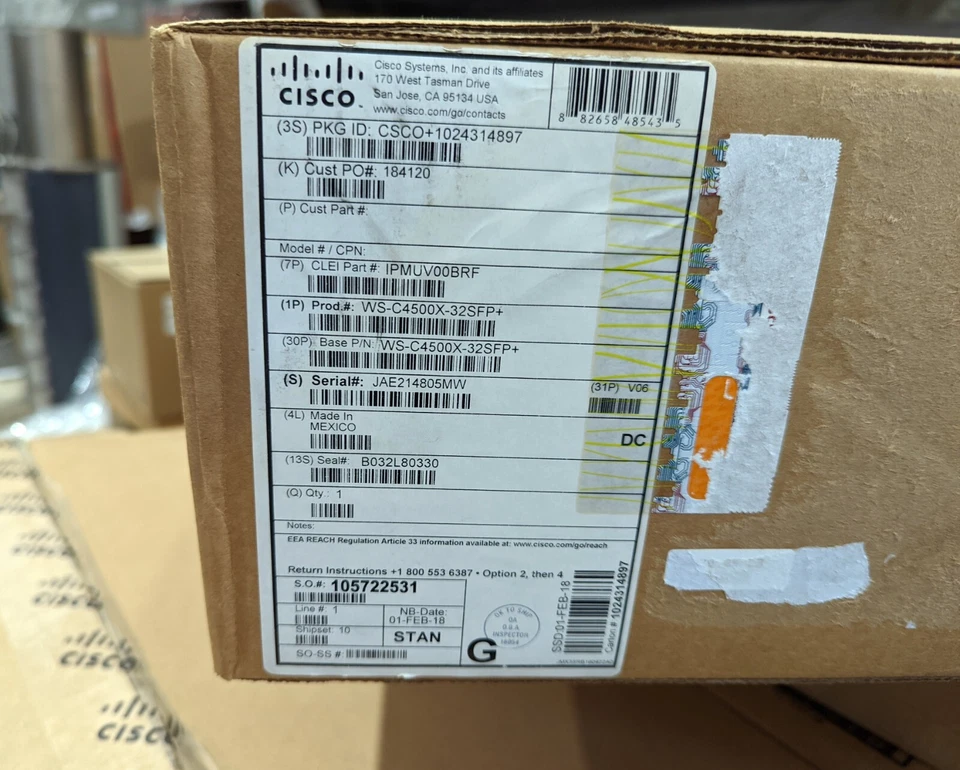 CISCO
Cisco Systems, Inc. and its affiliates
170 West Tasman Drive
San Jose, CA 95134 USA
www.cisco.com/go/contacts
8 82658 48543 5
(3S) PKG ID: CSCO+1024314897
(K) Cust PO#: 184120
(P) Cust Part #:
Model # / CPN:
(7P) CLEI Part #: IPMUV00BRF
(1P) Prod.#: WS-C4500X-32SFP+
(30P) Base P/N: WS-C4500X-32SFP+
(S) Serial#: JAE214805MW
(31P) V06
(4L) Made In
MEXICO
DC
(13S) Seal#: B032L80330
(Q) Qty.: 1
Notes:
EEA REACH Regulation Article 33 information available at: www.cisco.com/go/reach
Return Instructions +1 800 553 6387 • Option 2, then 4
S.O.#: 105722531
Line #: 1
Shipset: 10
NB-Date:
01-FEB-18
STAN
SO-SS #:
OK TO SHIP
QA
INSPECTOR
G
SSD:01-FEB-18
Carton # 1024314897
CISCO
CISCO